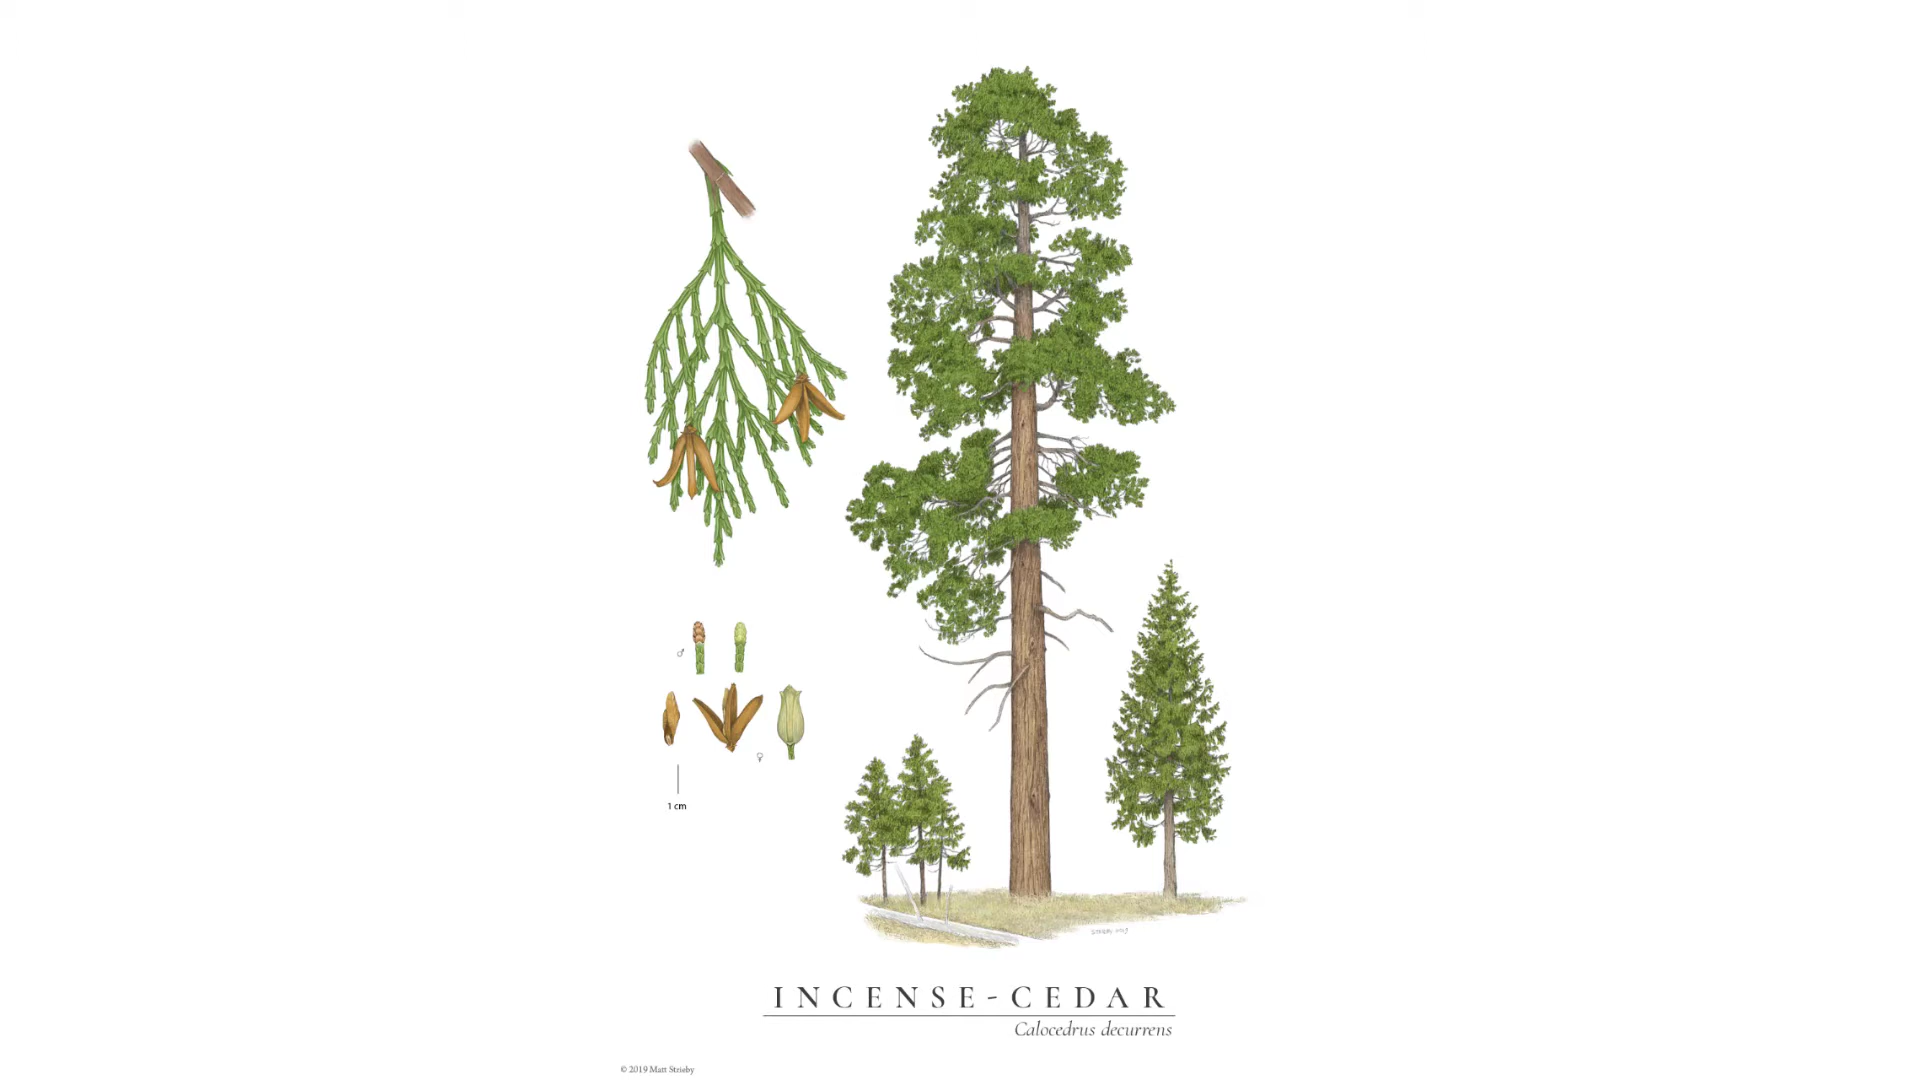 ♂
♀
1 cm
INCENSE-CEDAR
Calocedrus decurrens
© 2019 Matt Strieby